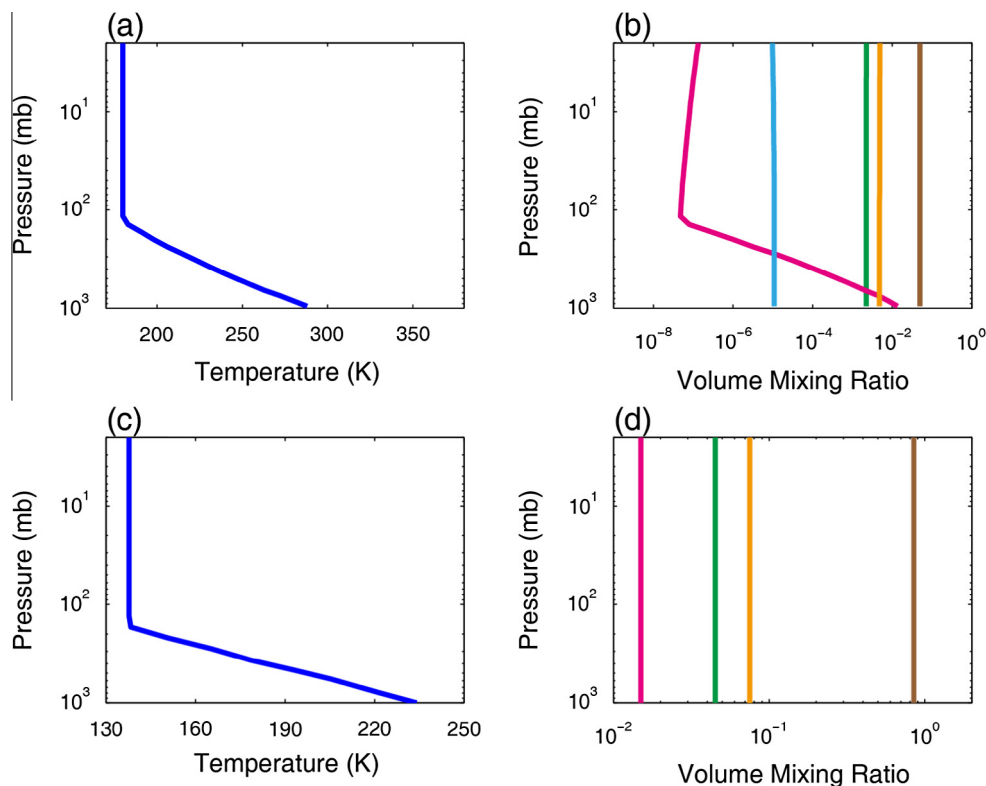 (a)
Pressure (mb)
10¹
10²
10³
200 250 300 350
Temperature (K)
(b)
Pressure (mb)
10¹
10²
10³
10⁻⁸ 10⁻⁶ 10⁻⁴ 10⁻² 10⁰
Volume Mixing Ratio
(c)
Pressure (mb)
10¹
10²
10³
130 160 190 220 250
Temperature (K)
(d)
Pressure (mb)
10¹
10²
10³
10⁻² 10⁻¹ 10⁰
Volume Mixing Ratio